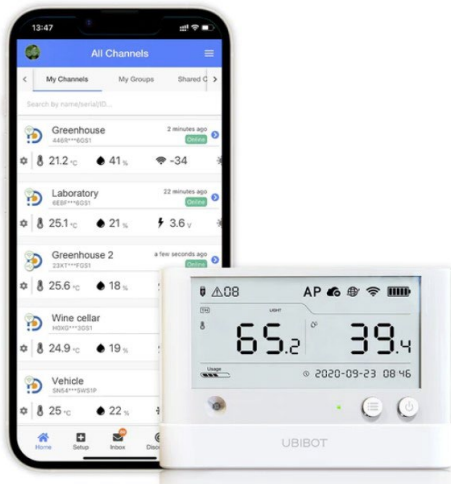 13:47
All Channels
My Channels My Groups Shared C
Search by name/serial/ID...
Greenhouse 2 minutes ago
Online
21.2 °C 41 % -34
Laboratory 22 minutes ago
Online
25.1 °C 21 % 3.6 V
Greenhouse 2 a few seconds ago
Online
25.6 °C 18 %
Wine cellar
24.9 °C 19 %
Vehicle
25 °C 22 %
Home Setup Inbox
08 AP
LIGHT
65.2 39.4
Usage
2020-09-23 08:46
UBIBOT